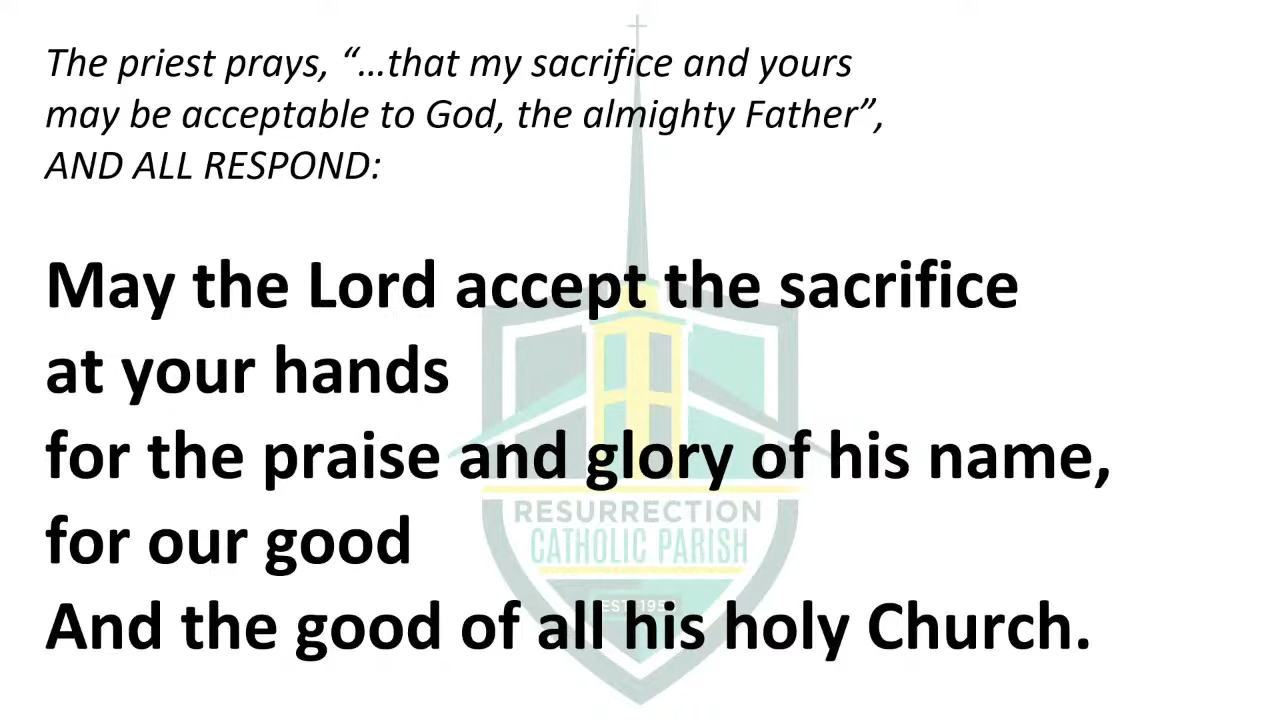 The priest prays, “…that my sacrifice and yours
may be acceptable to God, the almighty Father”,
AND ALL RESPOND:
May the Lord accept the sacrifice
at your hands
for the praise and glory of his name,
for our good
And the good of all his holy Church.
RESURRECTION
CATHOLIC PARISH